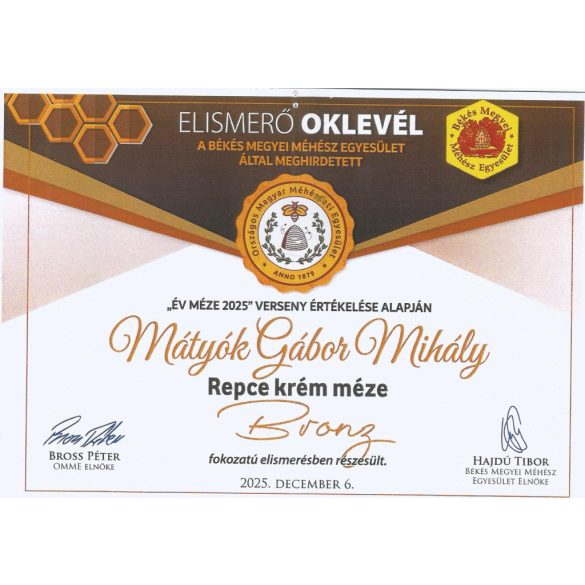 ELISMERŐ OKLEVÉL
A BÉKÉS MEGYEI MÉHÉSZ EGYESÜLET
ÁLTAL MEGHIRDETETT
Békés Megyei
Méhész Egyesület
Országos Magyar Méhészeti Egyesület
ANNO 1879
„ÉV MÉZE 2025" VERSENY ÉRTÉKELÉSE ALAPJÁN
Mátyók Gábor Mihály
Repce krém méze
Bronz
fokozatú elismerésben részesült.
2025. DECEMBER 6.
BROSS PÉTER
OMME ELNÖKE
HAJDÚ TIBOR
BÉKÉS MEGYEI MÉHÉSZ
EGYESÜLET ELNÖKE